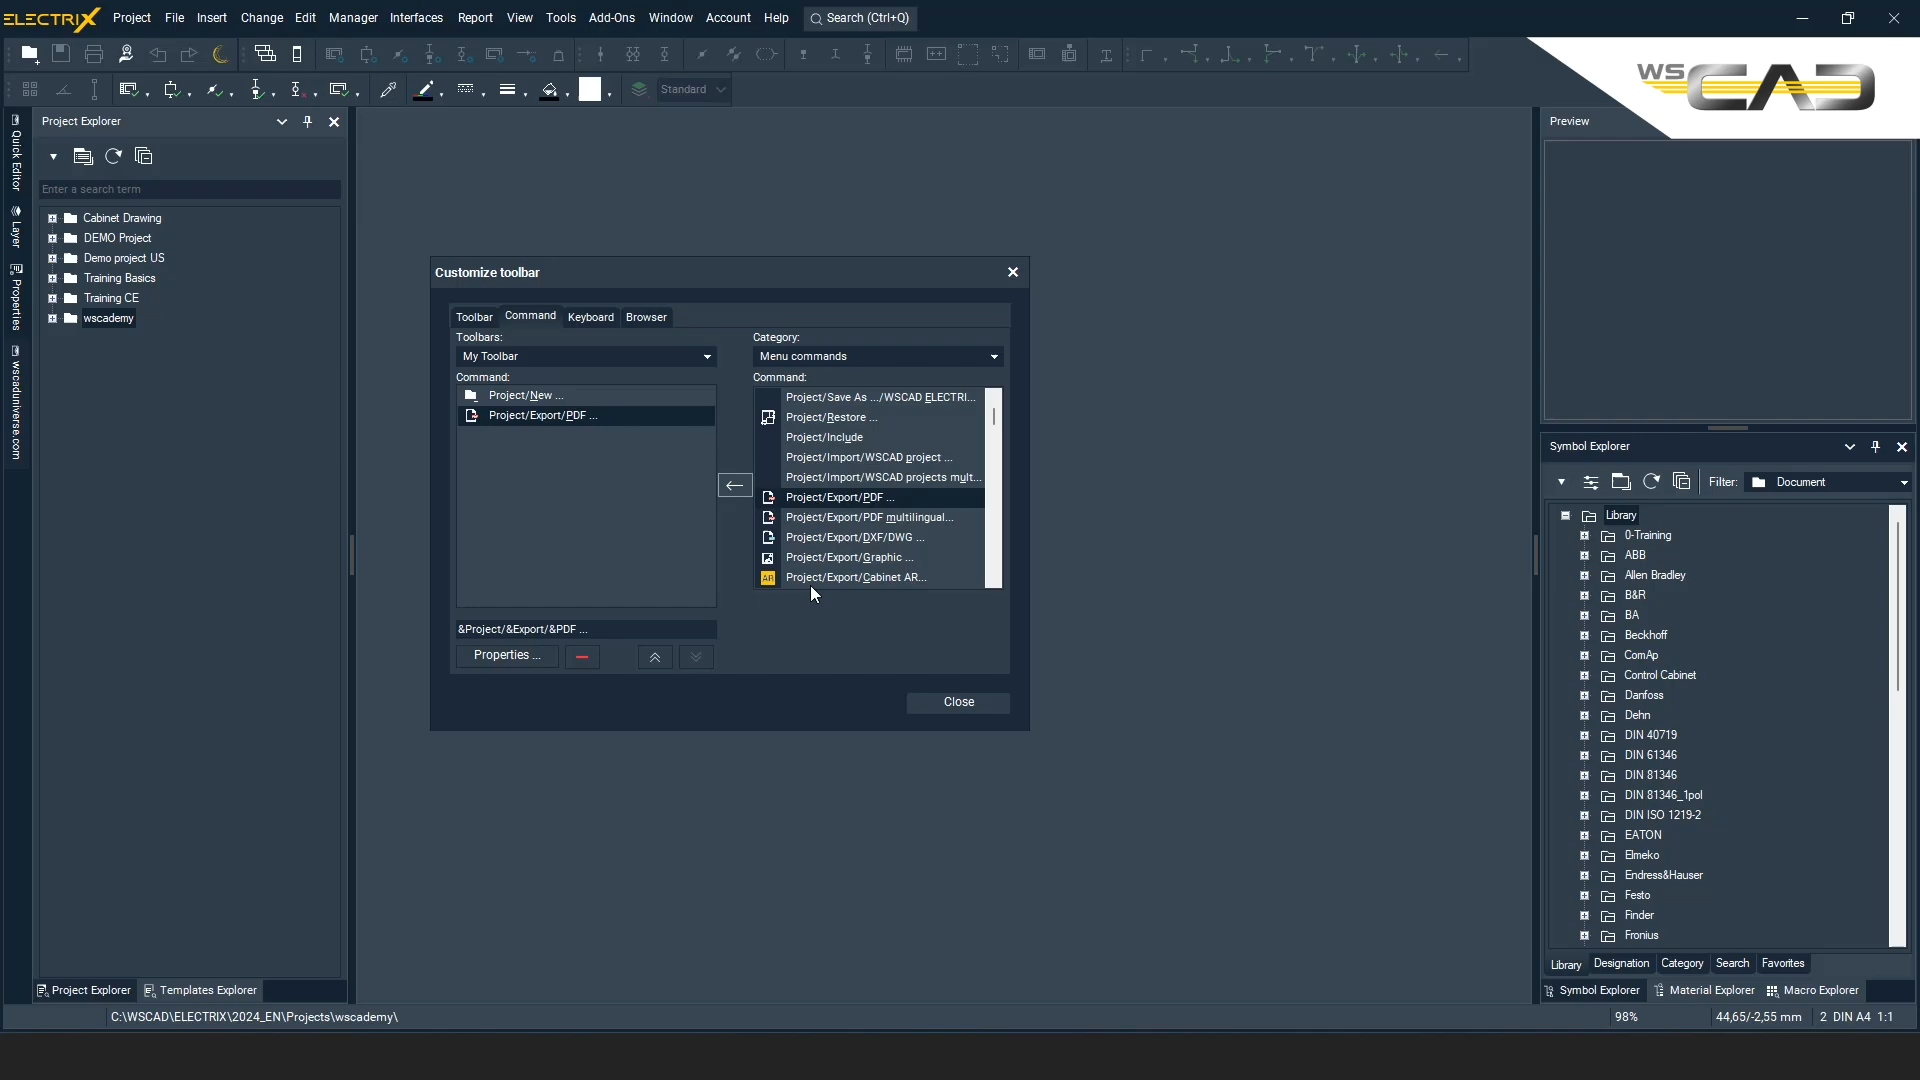 ELECTRIX Project File Insert Change Edit Manager Interfaces Report View Tools Add-Ons Window Account Help Search (Ctrl+Q)
WS CAD
Standard
Quick Editor
Layer
Properties
wscaduniverse.com
Project Explorer
Enter a search term
Cabinet Drawing
DEMO Project
Demo project US
Training Basics
Training CE
wscademy
Project Explorer Templates Explorer
Customize toolbar
Toolbar Command Keyboard Browser
Toolbars:
My Toolbar
Command:
Project/New ...
Project/Export/PDF ...
&Project/&Export/&PDF ...
Properties ...
Category:
Menu commands
Command:
Project/Save As .../WSCAD ELECTRI...
Project/Restore ...
Project/Include
Project/Import/WSCAD project ...
Project/Import/WSCAD projects mult...
Project/Export/PDF ...
Project/Export/PDF multilingual...
Project/Export/DXF/DWG ...
Project/Export/Graphic ...
AR Project/Export/Cabinet AR...
Close
Preview
Symbol Explorer
Filter: Document
Library
0-Training
ABB
Allen Bradley
B&R
BA
Beckhoff
ComAp
Control Cabinet
Danfoss
Dehn
DIN 40719
DIN 61346
DIN 81346
DIN 81346_1pol
DIN ISO 1219-2
EATON
Elmeko
Endress&Hauser
Festo
Finder
Fronius
Library Designation Category Search Favorites
Symbol Explorer Material Explorer Macro Explorer
C:\WSCAD\ELECTRIX\2024_EN\Projects\wscademy\
98% 44,65/-2,55 mm 2 DIN A4 1:1